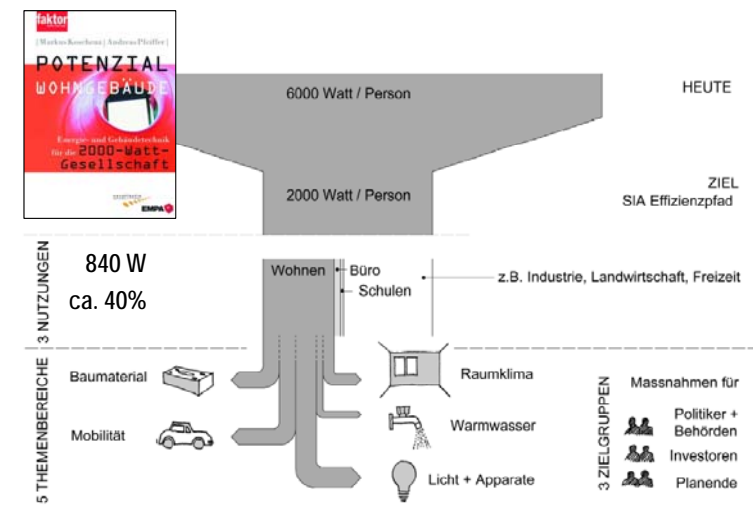 faktor
[Markus Koschenz | Andreas Pfeiffer]
POTENZIAL
WOHNGEBÄUDE
Energie- und Gebäudetechnik
für die 2000-Watt-
Gesellschaft
EMPA
6000 Watt / Person
HEUTE
2000 Watt / Person
ZIEL
SIA Effizienzpfad
3 NUTZUNGEN
840 W
ca. 40%
Wohnen
Büro
Schulen
z.B. Industrie, Landwirtschaft, Freizeit
5 THEMENBEREICHE
Baumaterial
Mobilität
Raumklima
Warmwasser
Licht + Apparate
3 ZIELGRUPPEN
Massnahmen für
Politiker +
Behörden
Investoren
Planende